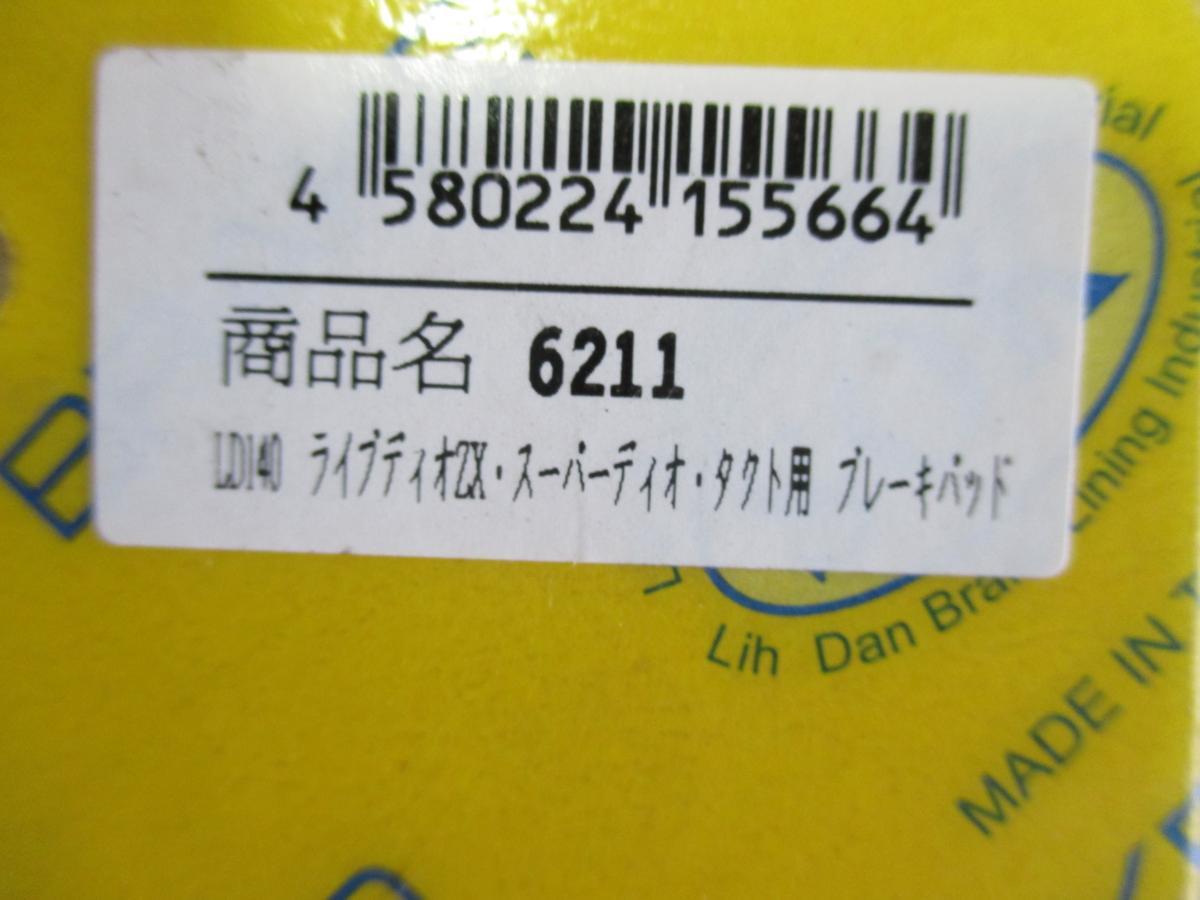 4 580224 155664
商品名 6211
LD140 ライブディオZX・スーパーディオ・タクト用 ブレーキパッド
Lih Dan Lining
MADE IN